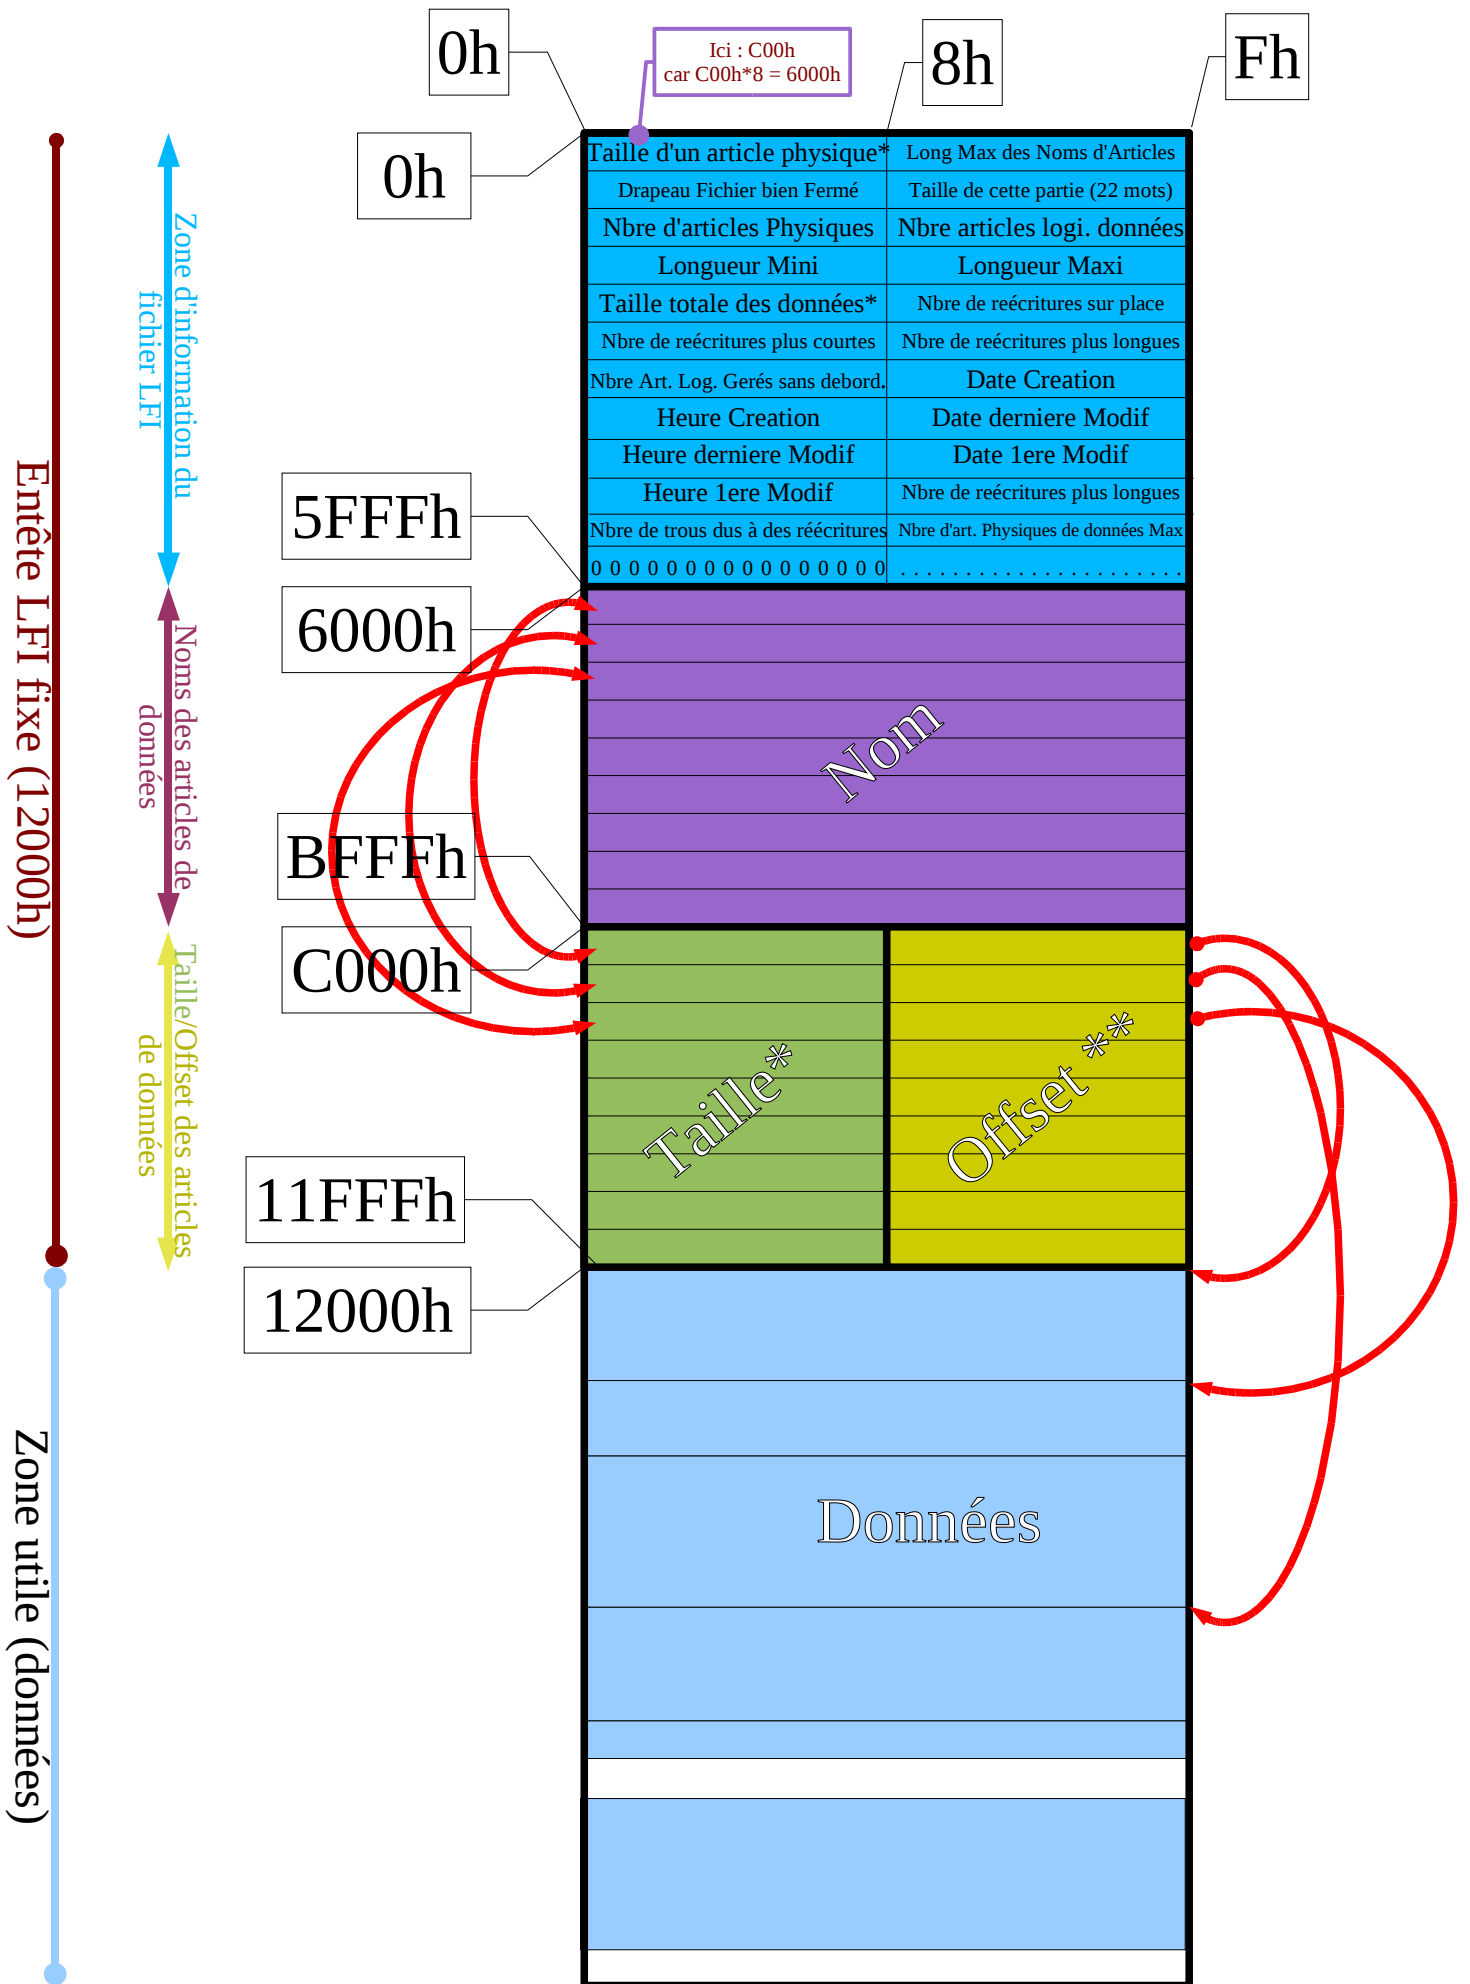 0h
Ici : C00h
car C00h*8 = 6000h
8h
Fh
0h
Taille d'un article physique*
Long Max des Noms d'Articles
Drapeau Fichier bien Fermé
Taille de cette partie (22 mots)
Nbre d'articles Physiques
Nbre articles logi. données
Longueur Mini
Longueur Maxi
Taille totale des données*
Nbre de reécritures sur place
Nbre de reécritures plus courtes
Nbre de reécritures plus longues
Nbre Art. Log. Gerés sans debord.
Date Creation
Heure Creation
Date derniere Modif
Heure derniere Modif
Date 1ere Modif
Heure 1ere Modif
Nbre de reécritures plus longues
Nbre de trous dus à des réécritures
Nbre d'art. Physiques de données Max
0 0 0 0 0 0 0 0 0 0 0 0 0 0 0 0
. . . . . . . . . . . . . . . . . . . . . .
Zone d'information du
fichier LFI
Entête LFI fixe (12000h)
5FFFh
6000h
Noms des articles de
données
Nom
BFFFh
C000h
Taille/Offset des articles
de données
Taille*
Offset **
11FFFh
12000h
Zone utile (données)
Données